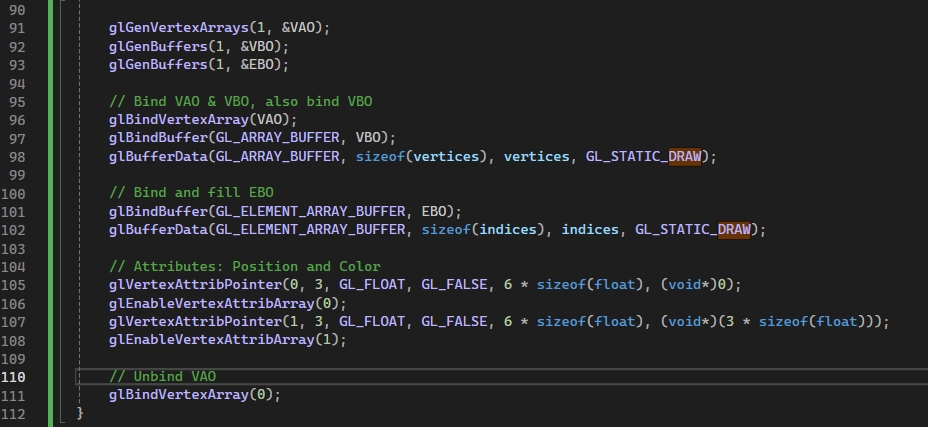 90
91 glGenVertexArrays(1, &VAO);
92 glGenBuffers(1, &VBO);
93 glGenBuffers(1, &EBO);
94
95 // Bind VAO & VBO, also bind VBO
96 glBindVertexArray(VAO);
97 glBindBuffer(GL_ARRAY_BUFFER, VBO);
98 glBufferData(GL_ARRAY_BUFFER, sizeof(vertices), vertices, GL_STATIC_DRAW);
99
100 // Bind and fill EBO
101 glBindBuffer(GL_ELEMENT_ARRAY_BUFFER, EBO);
102 glBufferData(GL_ELEMENT_ARRAY_BUFFER, sizeof(indices), indices, GL_STATIC_DRAW);
103
104 // Attributes: Position and Color
105 glVertexAttribPointer(0, 3, GL_FLOAT, GL_FALSE, 6 * sizeof(float), (void*)0);
106 glEnableVertexAttribArray(0);
107 glVertexAttribPointer(1, 3, GL_FLOAT, GL_FALSE, 6 * sizeof(float), (void*)(3 * sizeof(float)));
108 glEnableVertexAttribArray(1);
109
110 // Unbind VAO
111 glBindVertexArray(0);
112 }